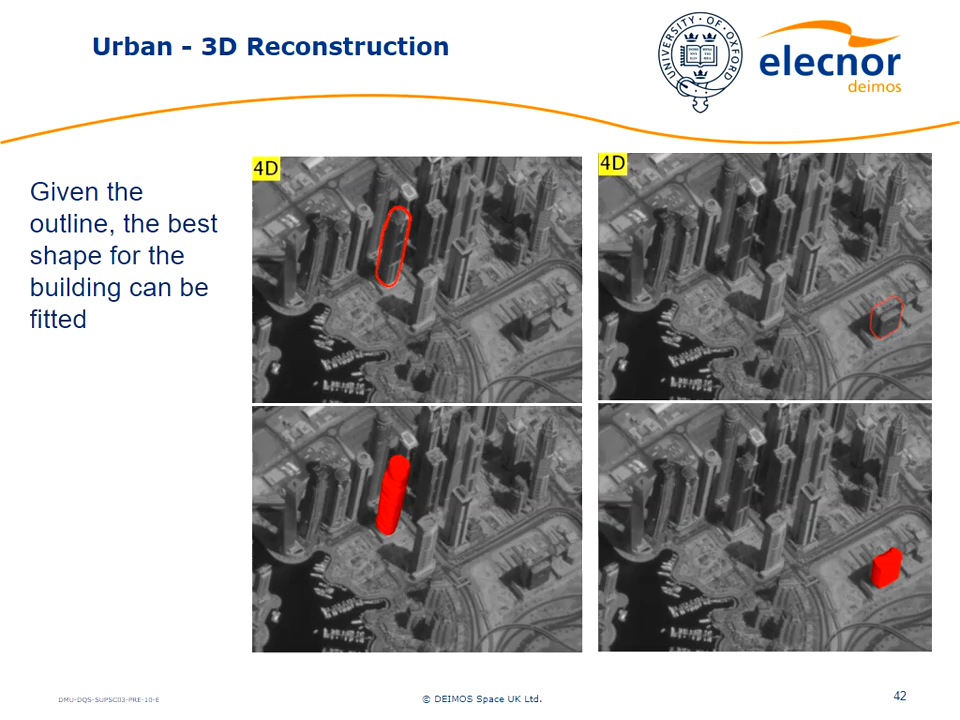 Urban - 3D Reconstruction
UNIVERSITY · OF · OXFORD
elecnor
deimos
Given the
outline, the best
shape for the
building can be
fitted
4D
4D
DMU-DQS-SUPSC03-PRE-10-E
© DEIMOS Space UK Ltd.
42